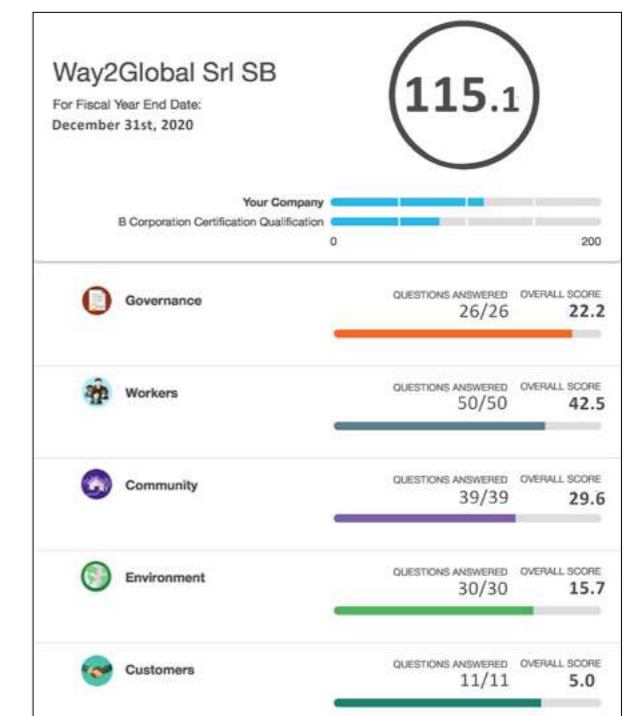 Way2Global Srl SB
For Fiscal Year End Date:
December 31st, 2020
115.1
Your Company
B Corporation Certification Qualification
0 200
Governance
QUESTIONS ANSWERED OVERALL SCORE
26/26 22.2
Workers
QUESTIONS ANSWERED OVERALL SCORE
50/50 42.5
Community
QUESTIONS ANSWERED OVERALL SCORE
39/39 29.6
Environment
QUESTIONS ANSWERED OVERALL SCORE
30/30 15.7
Customers
QUESTIONS ANSWERED OVERALL SCORE
11/11 5.0